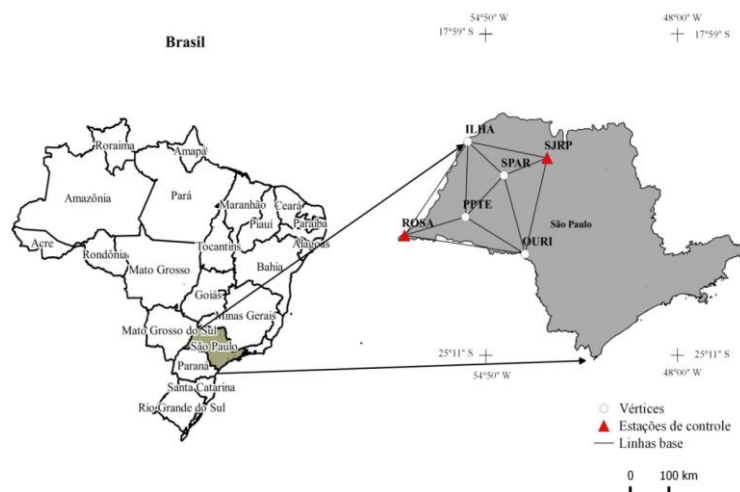 Brasil
54°50" W
48°00" W
17°59" S
17°59" S
Roraima
Amapá
Amazônia
Pará
Maranhão
Ceará
Piauí
Paraíba
Acre
Rondônia
Tocantins
Alagoas
Mato Grosso
Bahia
Goiás
Minas Gerais
Mato Grosso do Sul
São Paulo
Paraná
Santa Catarina
Rio Grande do Sul
ILHA
SJRP
SPAR
PPTE
ROSA
São Paulo
OURI
25°11" S
25°11" S
54°50" W
48°00" W
Vértices
Estações de controle
Linhas base
0 100 km